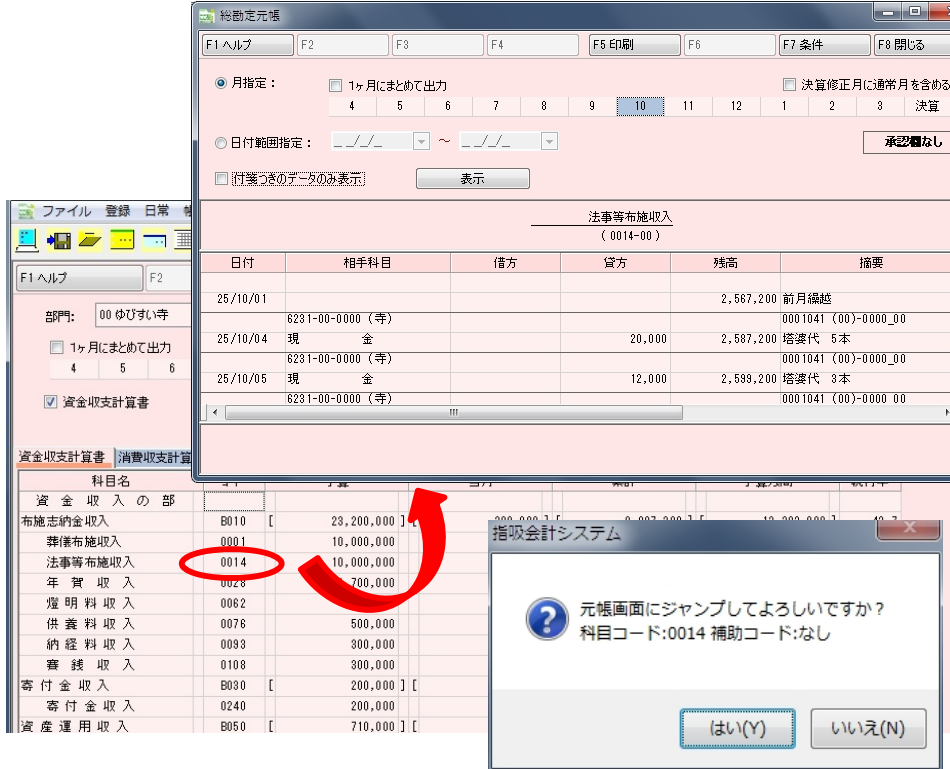 総勘定元帳
F1 ヘルプ F2 F3 F4 F5 印刷 F6 F7 条件 F8 閉じる
月指定： 1ヶ月にまとめて出力 決算修正月に通常月を含める
4 5 6 7 8 9 10 11 12 1 2 3 決算
日付範囲指定： __/__/__ ～ __/__/__ 承認欄なし
付箋つきのデータのみ表示 表示
法事等布施収入
( 0014-00 )
日付 相手科目 借方 貸方 残高 摘要
25/10/01 2,567,200 前月繰越
6231-00-0000 (寺) 0001041 (00)-0000_00
25/10/04 現 金 20,000 2,587,200 塔婆代 5本
6231-00-0000 (寺) 0001041 (00)-0000_00
25/10/05 現 金 12,000 2,599,200 塔婆代 3本
6231-00-0000 (寺) 0001041 (00)-0000 00
ファイル 登録 日常
F1 ヘルプ F2
部門: 00 ゆびすい寺
1ヶ月にまとめて出力
4 5 6
資金収支計算書
資金収支計算書 消費収支計算
科目名
資 金 収 入 の 部
布施志納金収入 B010 [ 23,200,000 ] [
葬儀布施収入 0001 10,000,000
法事等布施収入 0014 10,000,000
年 賀 収 入 0028 700,000
燈 明 料 収 入 0062
供 養 料 収 入 0076 500,000
納 経 料 収 入 0093 300,000
賽 銭 収 入 0108 300,000
寄 付 金 収 入 B030 [ 200,000 ] [
寄 付 金 収 入 0240 200,000
資 産 運 用 収 入 B050 [ 710,000 ] [
指吸会計システム
元帳画面にジャンプしてよろしいですか？
科目コード:0014 補助コード:なし
はい(Y) いいえ(N)